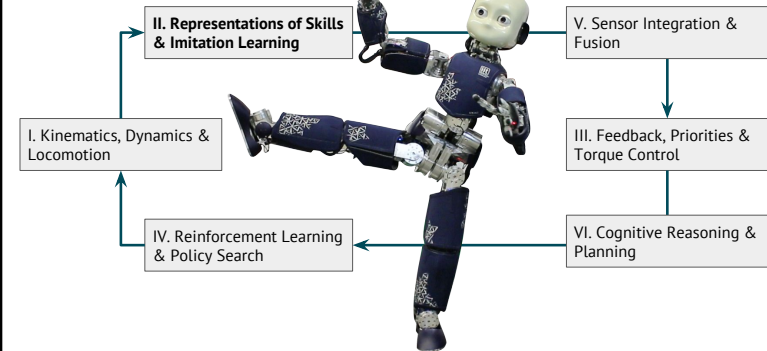 II. Representations of Skills
& Imitation Learning
V. Sensor Integration &
Fusion
I. Kinematics, Dynamics &
Locomotion
III. Feedback, Priorities &
Torque Control
IV. Reinforcement Learning
& Policy Search
VI. Cognitive Reasoning &
Planning